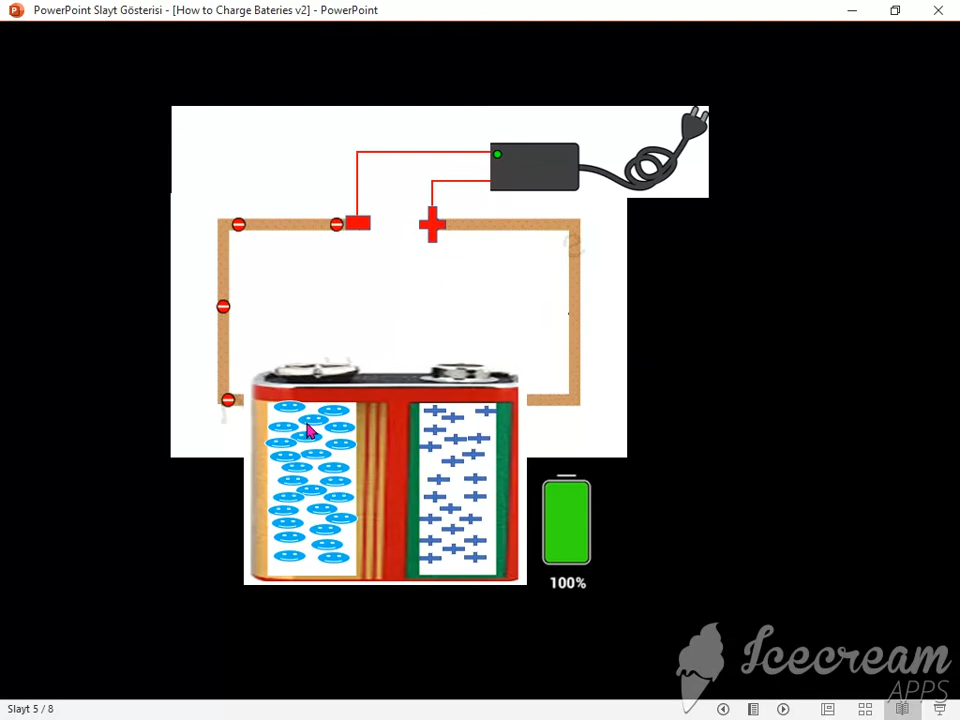 PowerPoint Slayt Gösterisi - [How to Charge Bateries v2] - PowerPoint
100%
Icecream
APPS
Slayt 5 / 8